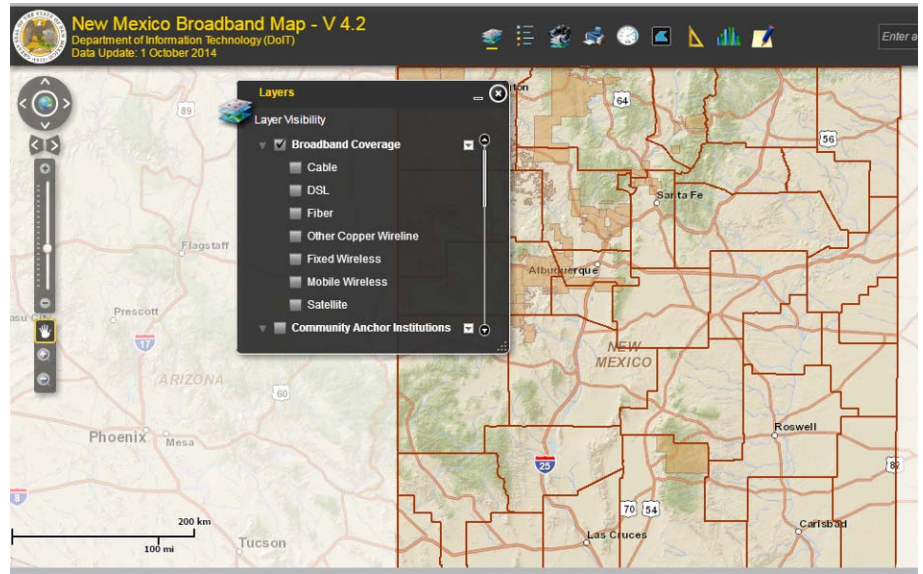 New Mexico Broadband Map - V 4.2
Department of Information Technology (DoIT)
Data Update: 1 October 2014
Enter a
Layers
Layer Visibility
Broadband Coverage
Cable
DSL
Fiber
Other Copper Wireline
Fixed Wireless
Mobile Wireless
Satellite
Community Anchor Institutions
89
64
56
Santa Fe
Flagstaff
Albuquerque
Prescott
17
NEW
MEXICO
ARIZONA
60
Phoenix
Mesa
Roswell
25
82
8
70
54
200 km
100 mi
Tucson
Las Cruces
Carlsbad